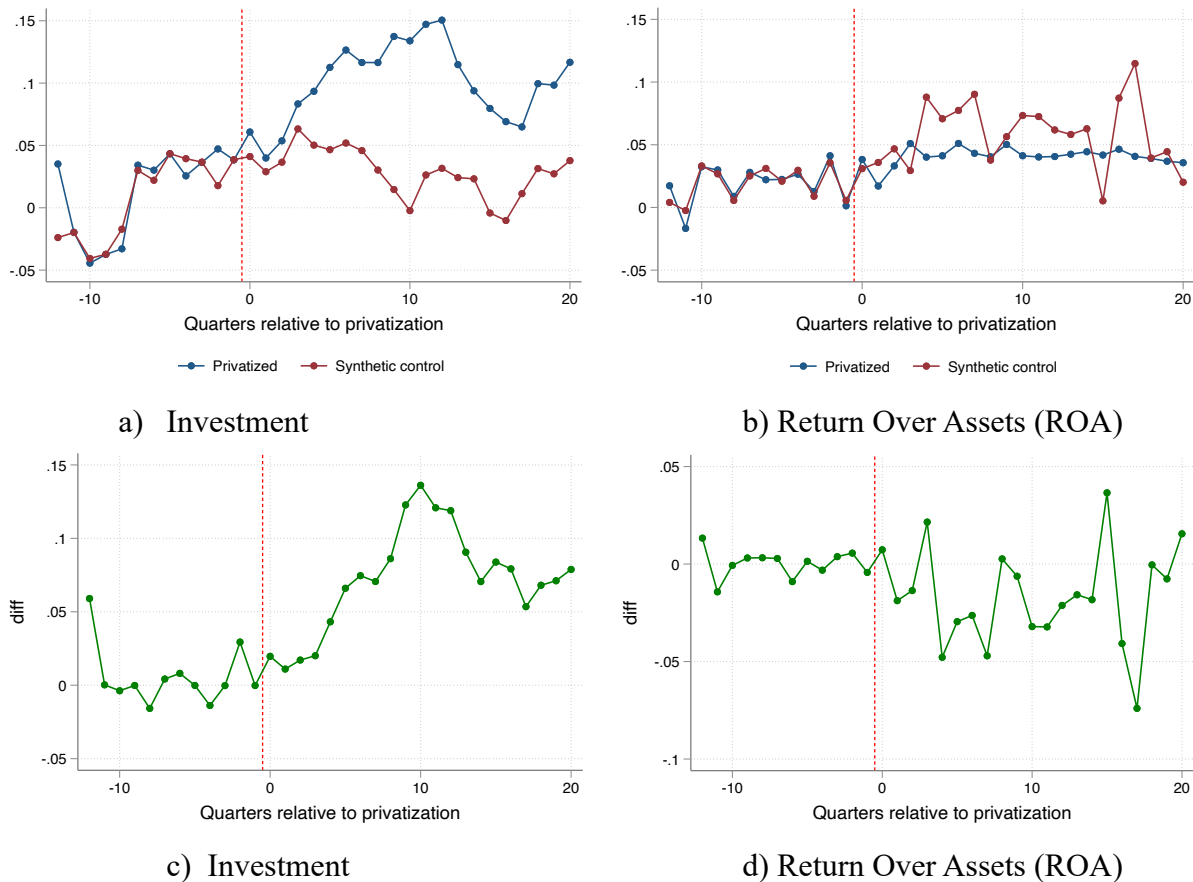 .15
.1
.05
0
-.05
-10 0 10 20
Quarters relative to privatization
Privatized Synthetic control
a) Investment
.15
.1
.05
0
-.05
-10 0 10 20
Quarters relative to privatization
Privatized Synthetic control
b) Return Over Assets (ROA)
diff
.15
.1
.05
0
-.05
-10 0 10 20
Quarters relative to privatization
c) Investment
diff
.05
0
-.05
-.1
-10 0 10 20
Quarters relative to privatization
d) Return Over Assets (ROA)